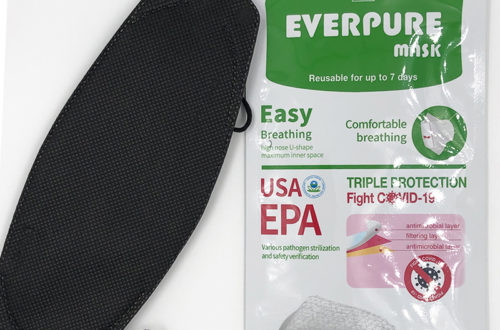 EVERPURE
MASK
Reusable for up to 7 days
Easy
Breathing
high nose U-shape
maximum inner space
Comfortable
breathing
USA
EPA
Various pathogen strilization
and safety verification
TRIPLE PROTECTION
Fight COVID-19
antimicrobial layer
filtering lay
antimicrobial layer